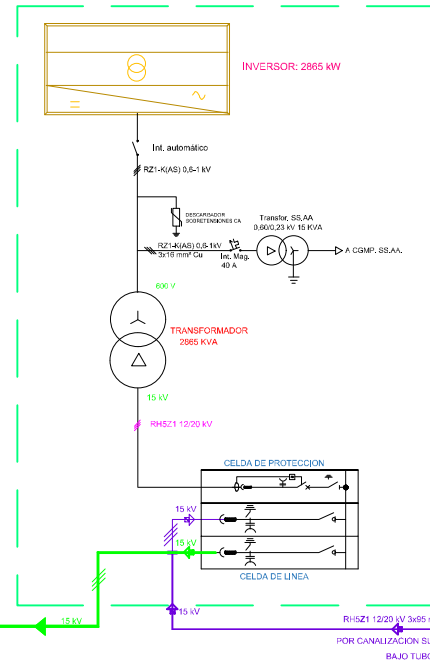 INVERSOR: 2865 kW
Int. automático
RZ1-K(AS) 0,6-1 kV
DESCARGADOR
SOBRETENSIONES CA
Transfor. SS.AA
0,60/0,23 kV 15 KVA
RZ1-K(AS) 0,6-1kV
3x16 mm² Cu
Int. Mag.
40 A
A CGMP. SS.AA.
600 V
TRANSFORMADOR
2865 KVA
15 kV
RH5Z1 12/20 kV
CELDA DE PROTECCION
15 kV
15 kV
CELDA DE LINEA
15 kV
15 kV
RH5Z1 12/20 kV 3x95
POR CANALIZACION SU
BAJO TUBO